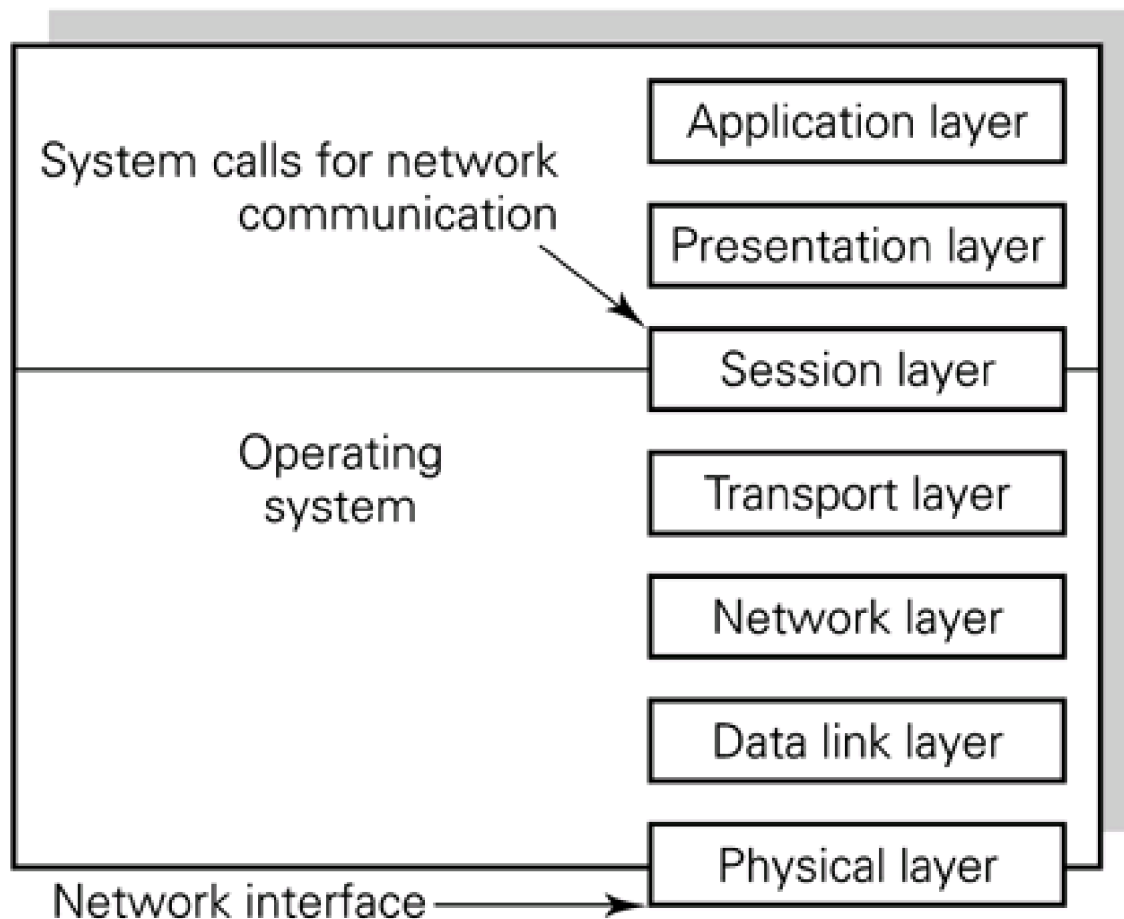 Application layer
System calls for network
communication
Presentation layer
Session layer
Operating
system
Transport layer
Network layer
Data link layer
Physical layer
Network interface